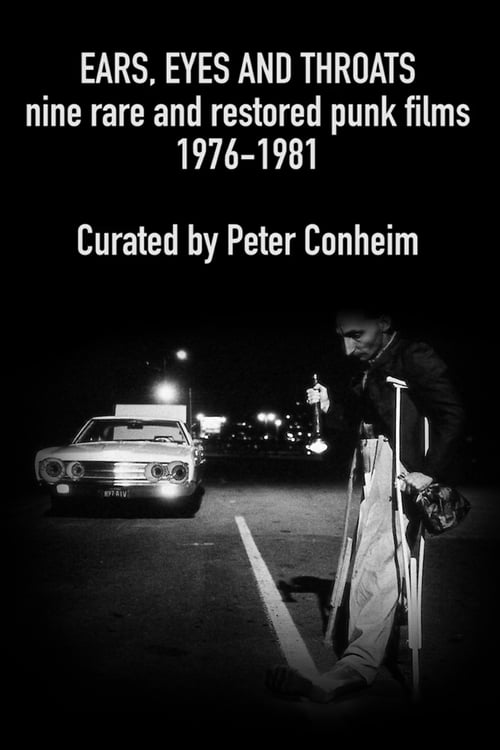 EARS, EYES AND THROATS
nine rare and restored punk films
1976-1981
Curated by Peter Conheim